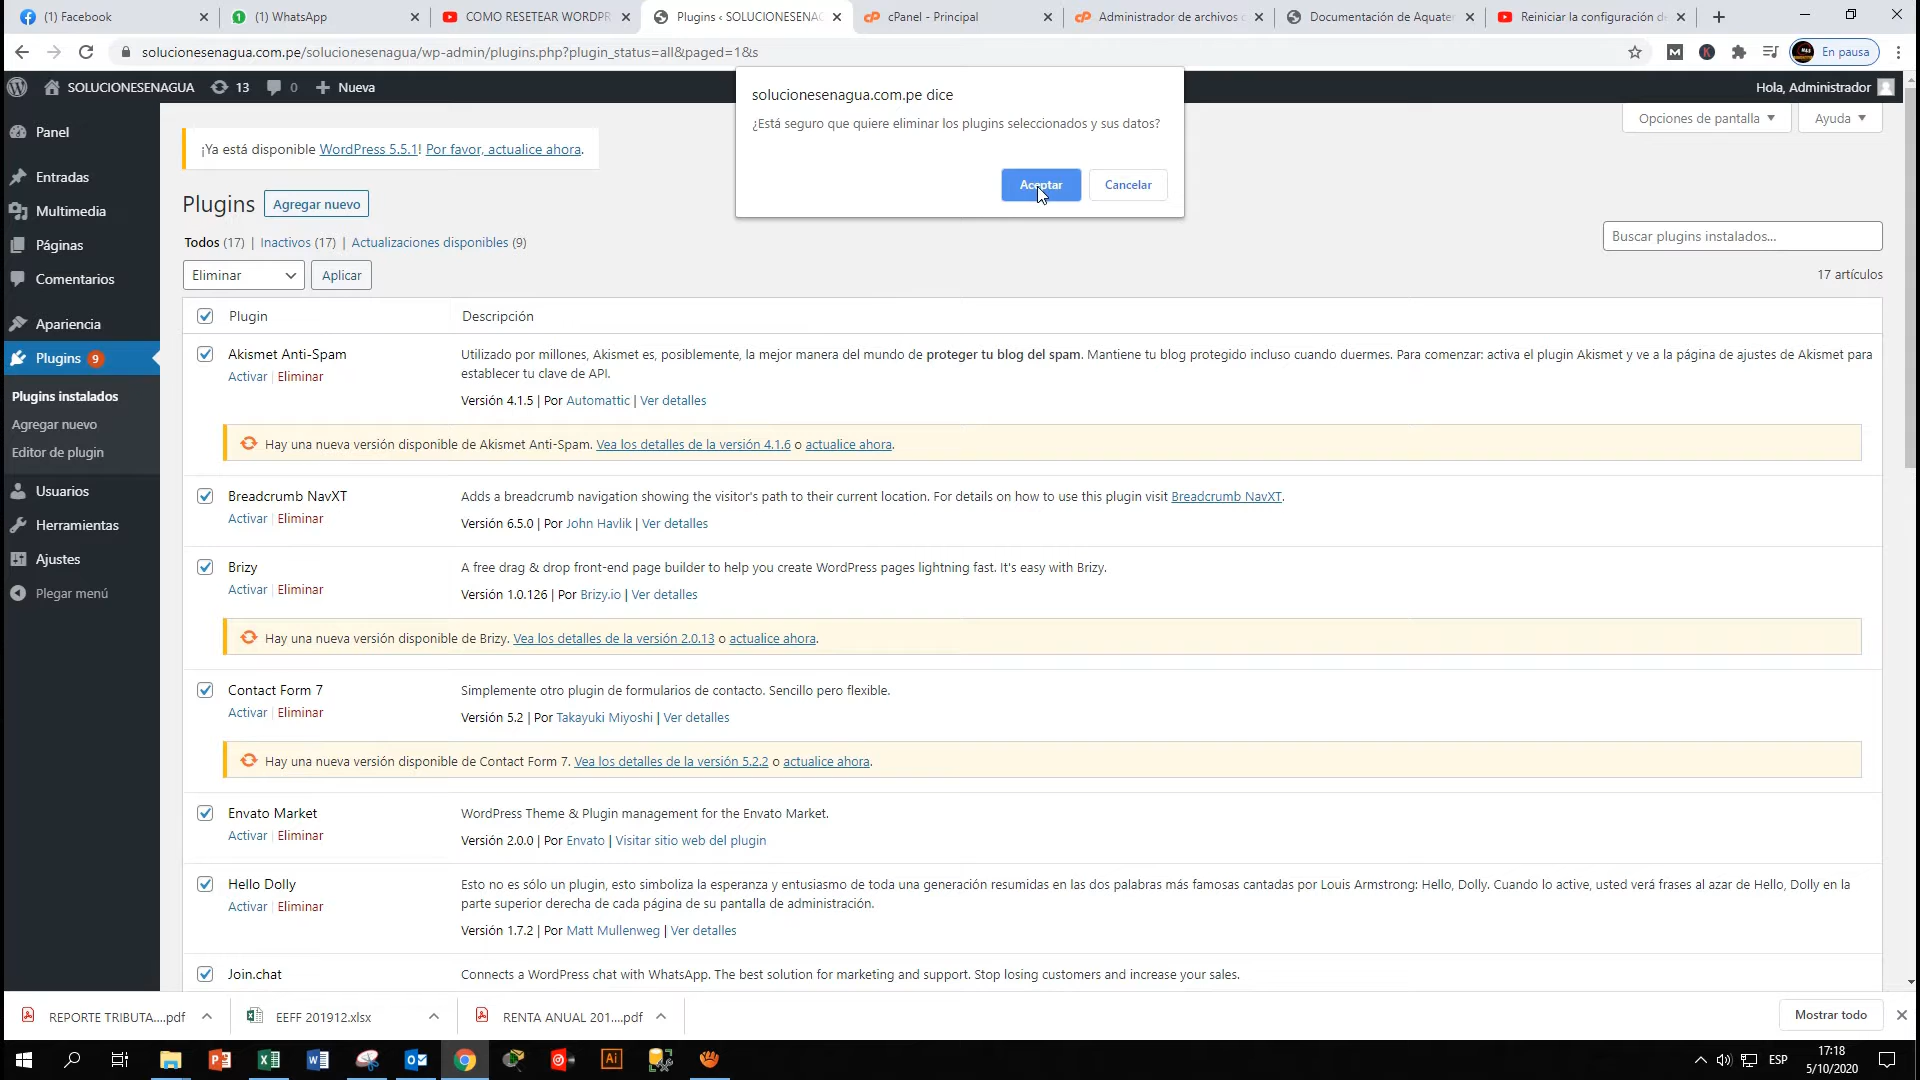 (1) Facebook
(1) WhatsApp
COMO RESETEAR WORDPR
Plugins ‹ SOLUCIONESENAG
cPanel - Principal
Administrador de archivos c
Documentación de Aquater
Reiniciar la configuración de
solucionesenagua.com.pe/solucionesenagua/wp-admin/plugins.php?plugin_status=all&paged=1&s
En pausa
SOLUCIONESENAGUA
13
0
Nueva
Hola, Administrador
solucionesenagua.com.pe dice
¿Está seguro que quiere eliminar los plugins seleccionados y sus datos?
Aceptar
Cancelar
Opciones de pantalla
Ayuda
Panel
Entradas
Multimedia
Páginas
Comentarios
Apariencia
Plugins 9
Plugins instalados
Agregar nuevo
Editor de plugin
Usuarios
Herramientas
Ajustes
Plegar menú
¡Ya está disponible WordPress 5.5.1! Por favor, actualice ahora.
Plugins
Agregar nuevo
Todos (17) | Inactivos (17) | Actualizaciones disponibles (9)
Buscar plugins instalados...
Eliminar
Aplicar
17 artículos
Plugin
Descripción
Akismet Anti-Spam
Activar | Eliminar
Utilizado por millones, Akismet es, posiblemente, la mejor manera del mundo de proteger tu blog del spam. Mantiene tu blog protegido incluso cuando duermes. Para comenzar: activa el plugin Akismet y ve a la página de ajustes de Akismet para
establecer tu clave de API.
Versión 4.1.5 | Por Automattic | Ver detalles
Hay una nueva versión disponible de Akismet Anti-Spam. Vea los detalles de la versión 4.1.6 o actualice ahora.
Breadcrumb NavXT
Activar | Eliminar
Adds a breadcrumb navigation showing the visitor's path to their current location. For details on how to use this plugin visit Breadcrumb NavXT.
Versión 6.5.0 | Por John Havlik | Ver detalles
Brizy
Activar | Eliminar
A free drag & drop front-end page builder to help you create WordPress pages lightning fast. It's easy with Brizy.
Versión 1.0.126 | Por Brizy.io | Ver detalles
Hay una nueva versión disponible de Brizy. Vea los detalles de la versión 2.0.13 o actualice ahora.
Contact Form 7
Activar | Eliminar
Simplemente otro plugin de formularios de contacto. Sencillo pero flexible.
Versión 5.2 | Por Takayuki Miyoshi | Ver detalles
Hay una nueva versión disponible de Contact Form 7. Vea los detalles de la versión 5.2.2 o actualice ahora.
Envato Market
Activar | Eliminar
WordPress Theme & Plugin management for the Envato Market.
Versión 2.0.0 | Por Envato | Visitar sitio web del plugin
Hello Dolly
Activar | Eliminar
Esto no es sólo un plugin, esto simboliza la esperanza y entusiasmo de toda una generación resumidas en las dos palabras más famosas cantadas por Louis Armstrong: Hello, Dolly. Cuando lo active, usted verá frases al azar de Hello, Dolly en la
parte superior derecha de cada página de su pantalla de administración.
Versión 1.7.2 | Por Matt Mullenweg | Ver detalles
Join.chat
Connects a WordPress chat with WhatsApp. The best solution for marketing and support. Stop losing customers and increase your sales.
REPORTE TRIBUTA....pdf
EEFF 201912.xlsx
RENTA ANUAL 201....pdf
Mostrar todo
ESP
17:18
5/10/2020